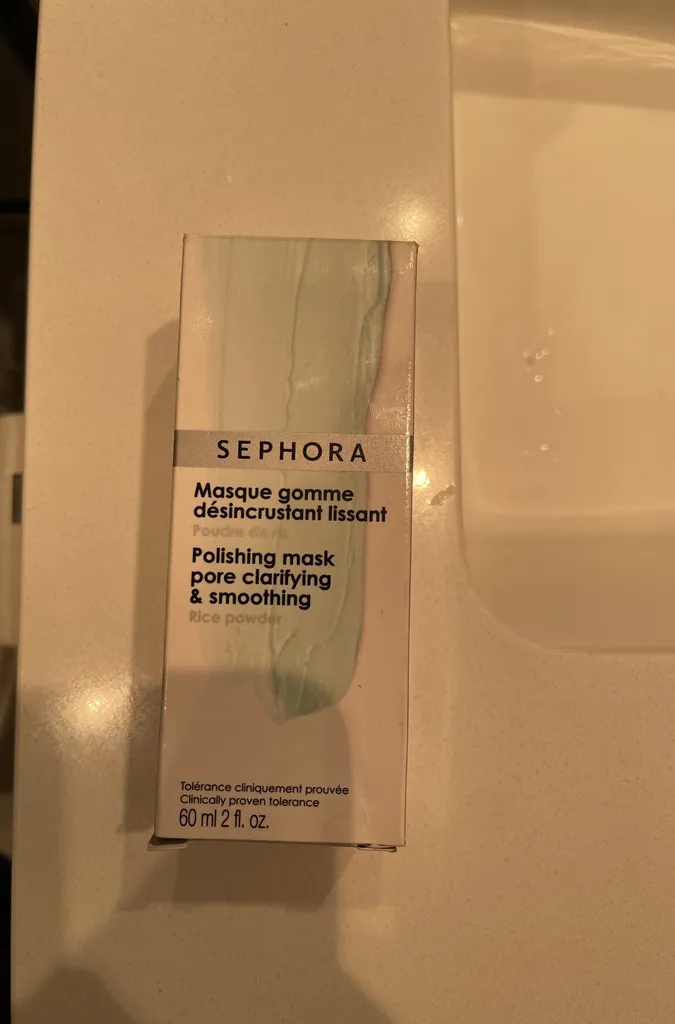 SEPHORA
Masque gomme
désincrustant lissant
Poudre de riz
Polishing mask
pore clarifying
& smoothing
Rice powder
Tolérance cliniquement prouvée
Clinically proven tolerance
60 ml 2 fl. oz.